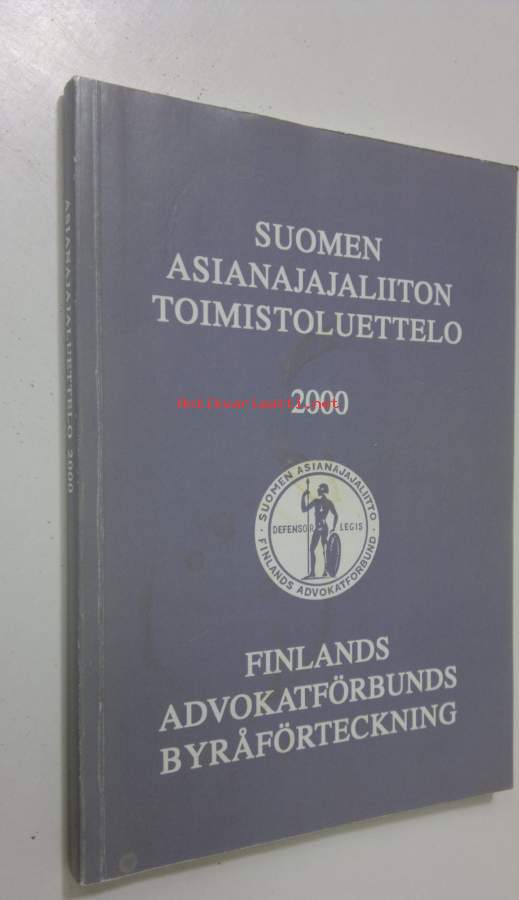 SUOMEN
ASIANAJAJALIITON
TOIMISTOLUETTELO
2000
Antikvariaatti.net
· SUOMEN ASIANAJAJALIITTO ·
DEFENSOR LEGIS
FINLANDS ADVOKATFÖRBUND
FINLANDS
ADVOKATFÖRBUNDS
BYRÅFÖRTECKNING
ASIANAJAJALUETTELO 2000